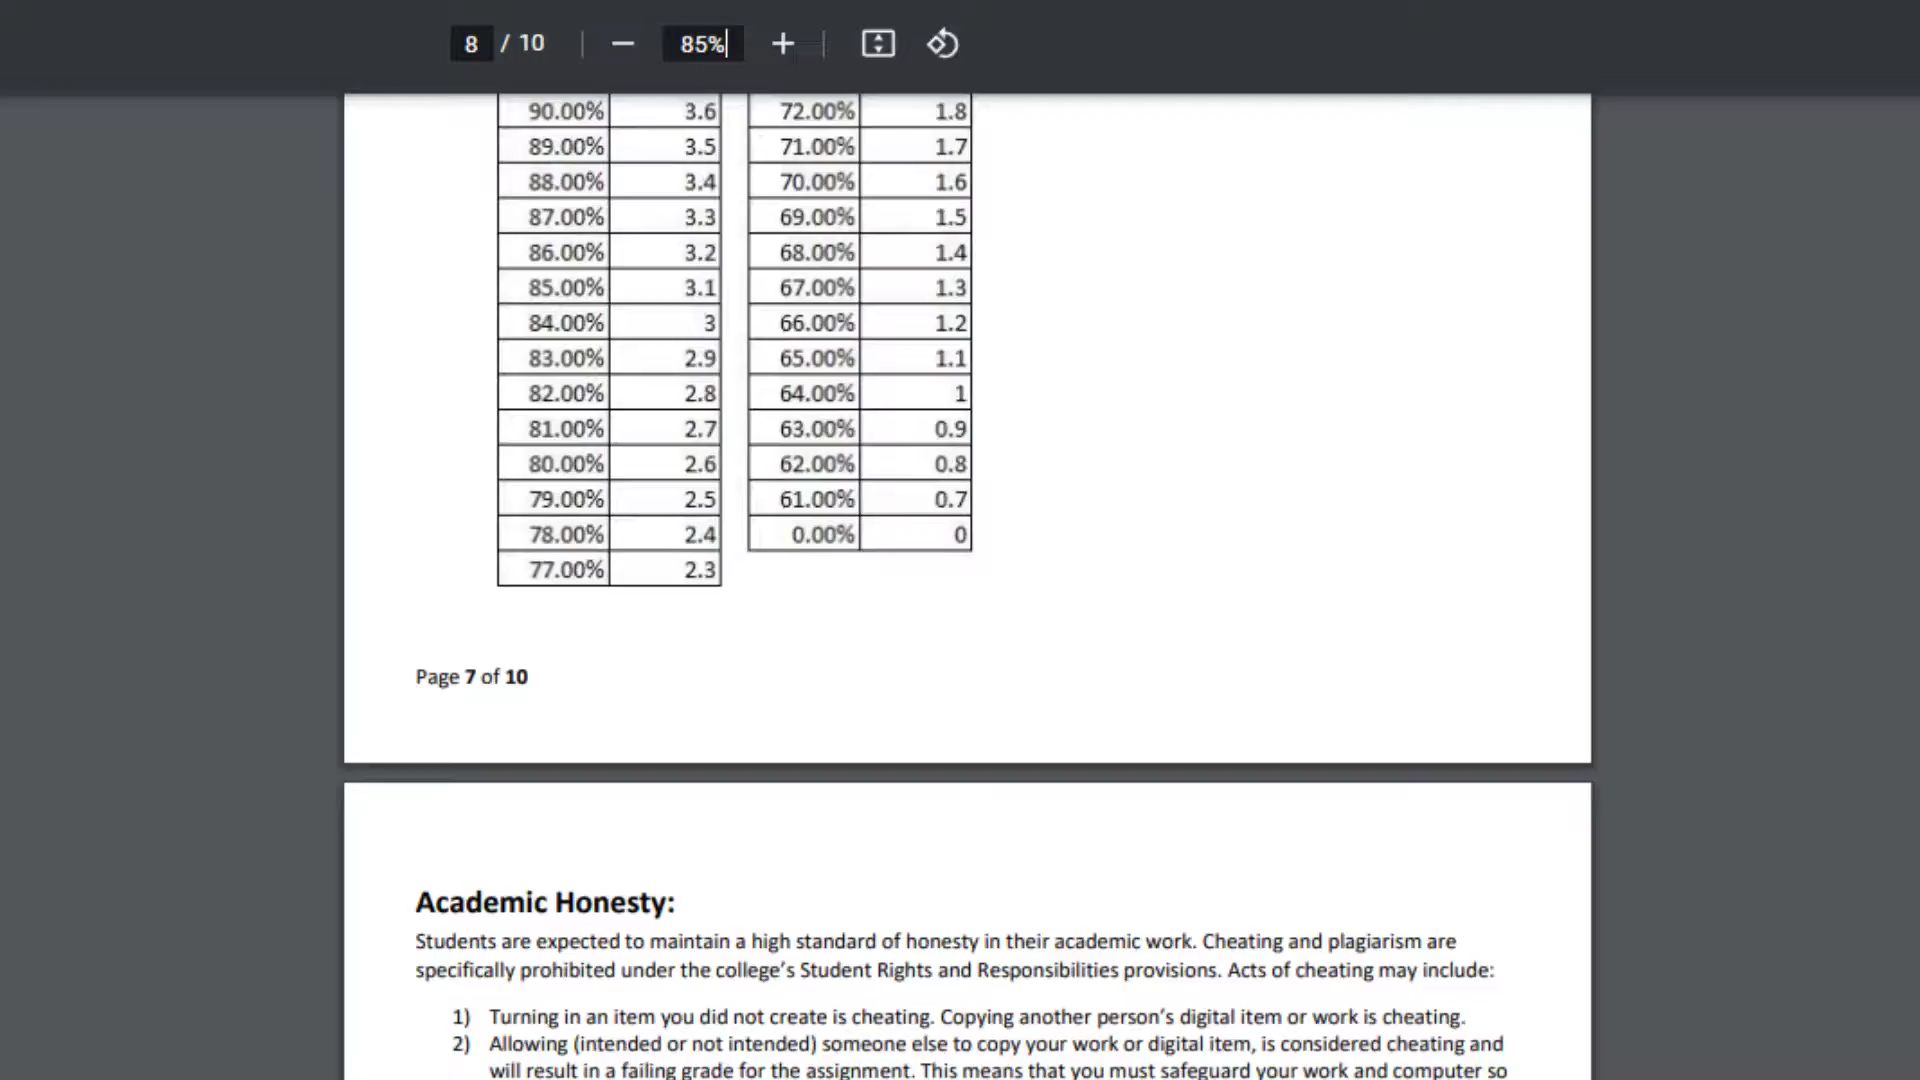 8 / 10 85%
90.00% 3.6 72.00% 1.8
89.00% 3.5 71.00% 1.7
88.00% 3.4 70.00% 1.6
87.00% 3.3 69.00% 1.5
86.00% 3.2 68.00% 1.4
85.00% 3.1 67.00% 1.3
84.00% 3 66.00% 1.2
83.00% 2.9 65.00% 1.1
82.00% 2.8 64.00% 1
81.00% 2.7 63.00% 0.9
80.00% 2.6 62.00% 0.8
79.00% 2.5 61.00% 0.7
78.00% 2.4 0.00% 0
77.00% 2.3
Page 7 of 10
Academic Honesty:
Students are expected to maintain a high standard of honesty in their academic work. Cheating and plagiarism are
specifically prohibited under the college’s Student Rights and Responsibilities provisions. Acts of cheating may include:
1) Turning in an item you did not create is cheating. Copying another person’s digital item or work is cheating.
2) Allowing (intended or not intended) someone else to copy your work or digital item, is considered cheating and
will result in a failing grade for the assignment. This means that you must safeguard your work and computer so